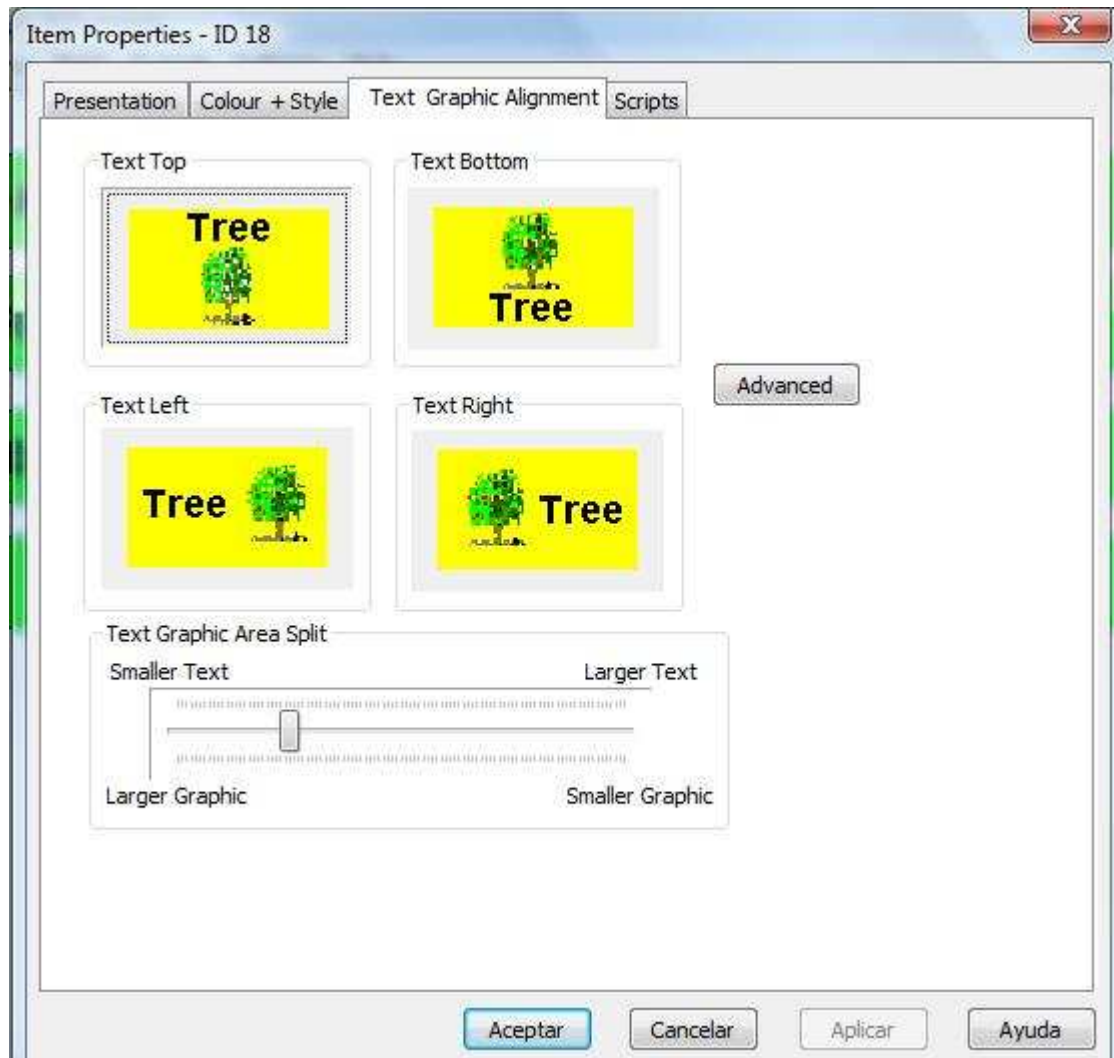 Item Properties - ID 18
Presentation
Colour + Style
Text Graphic Alignment
Scripts
Text Top
Text Bottom
Tree
Tree
Advanced
Text Left
Text Right
Tree
Tree
Text Graphic Area Split
Smaller Text
Larger Text
Larger Graphic
Smaller Graphic
Aceptar
Cancelar
Aplicar
Ayuda